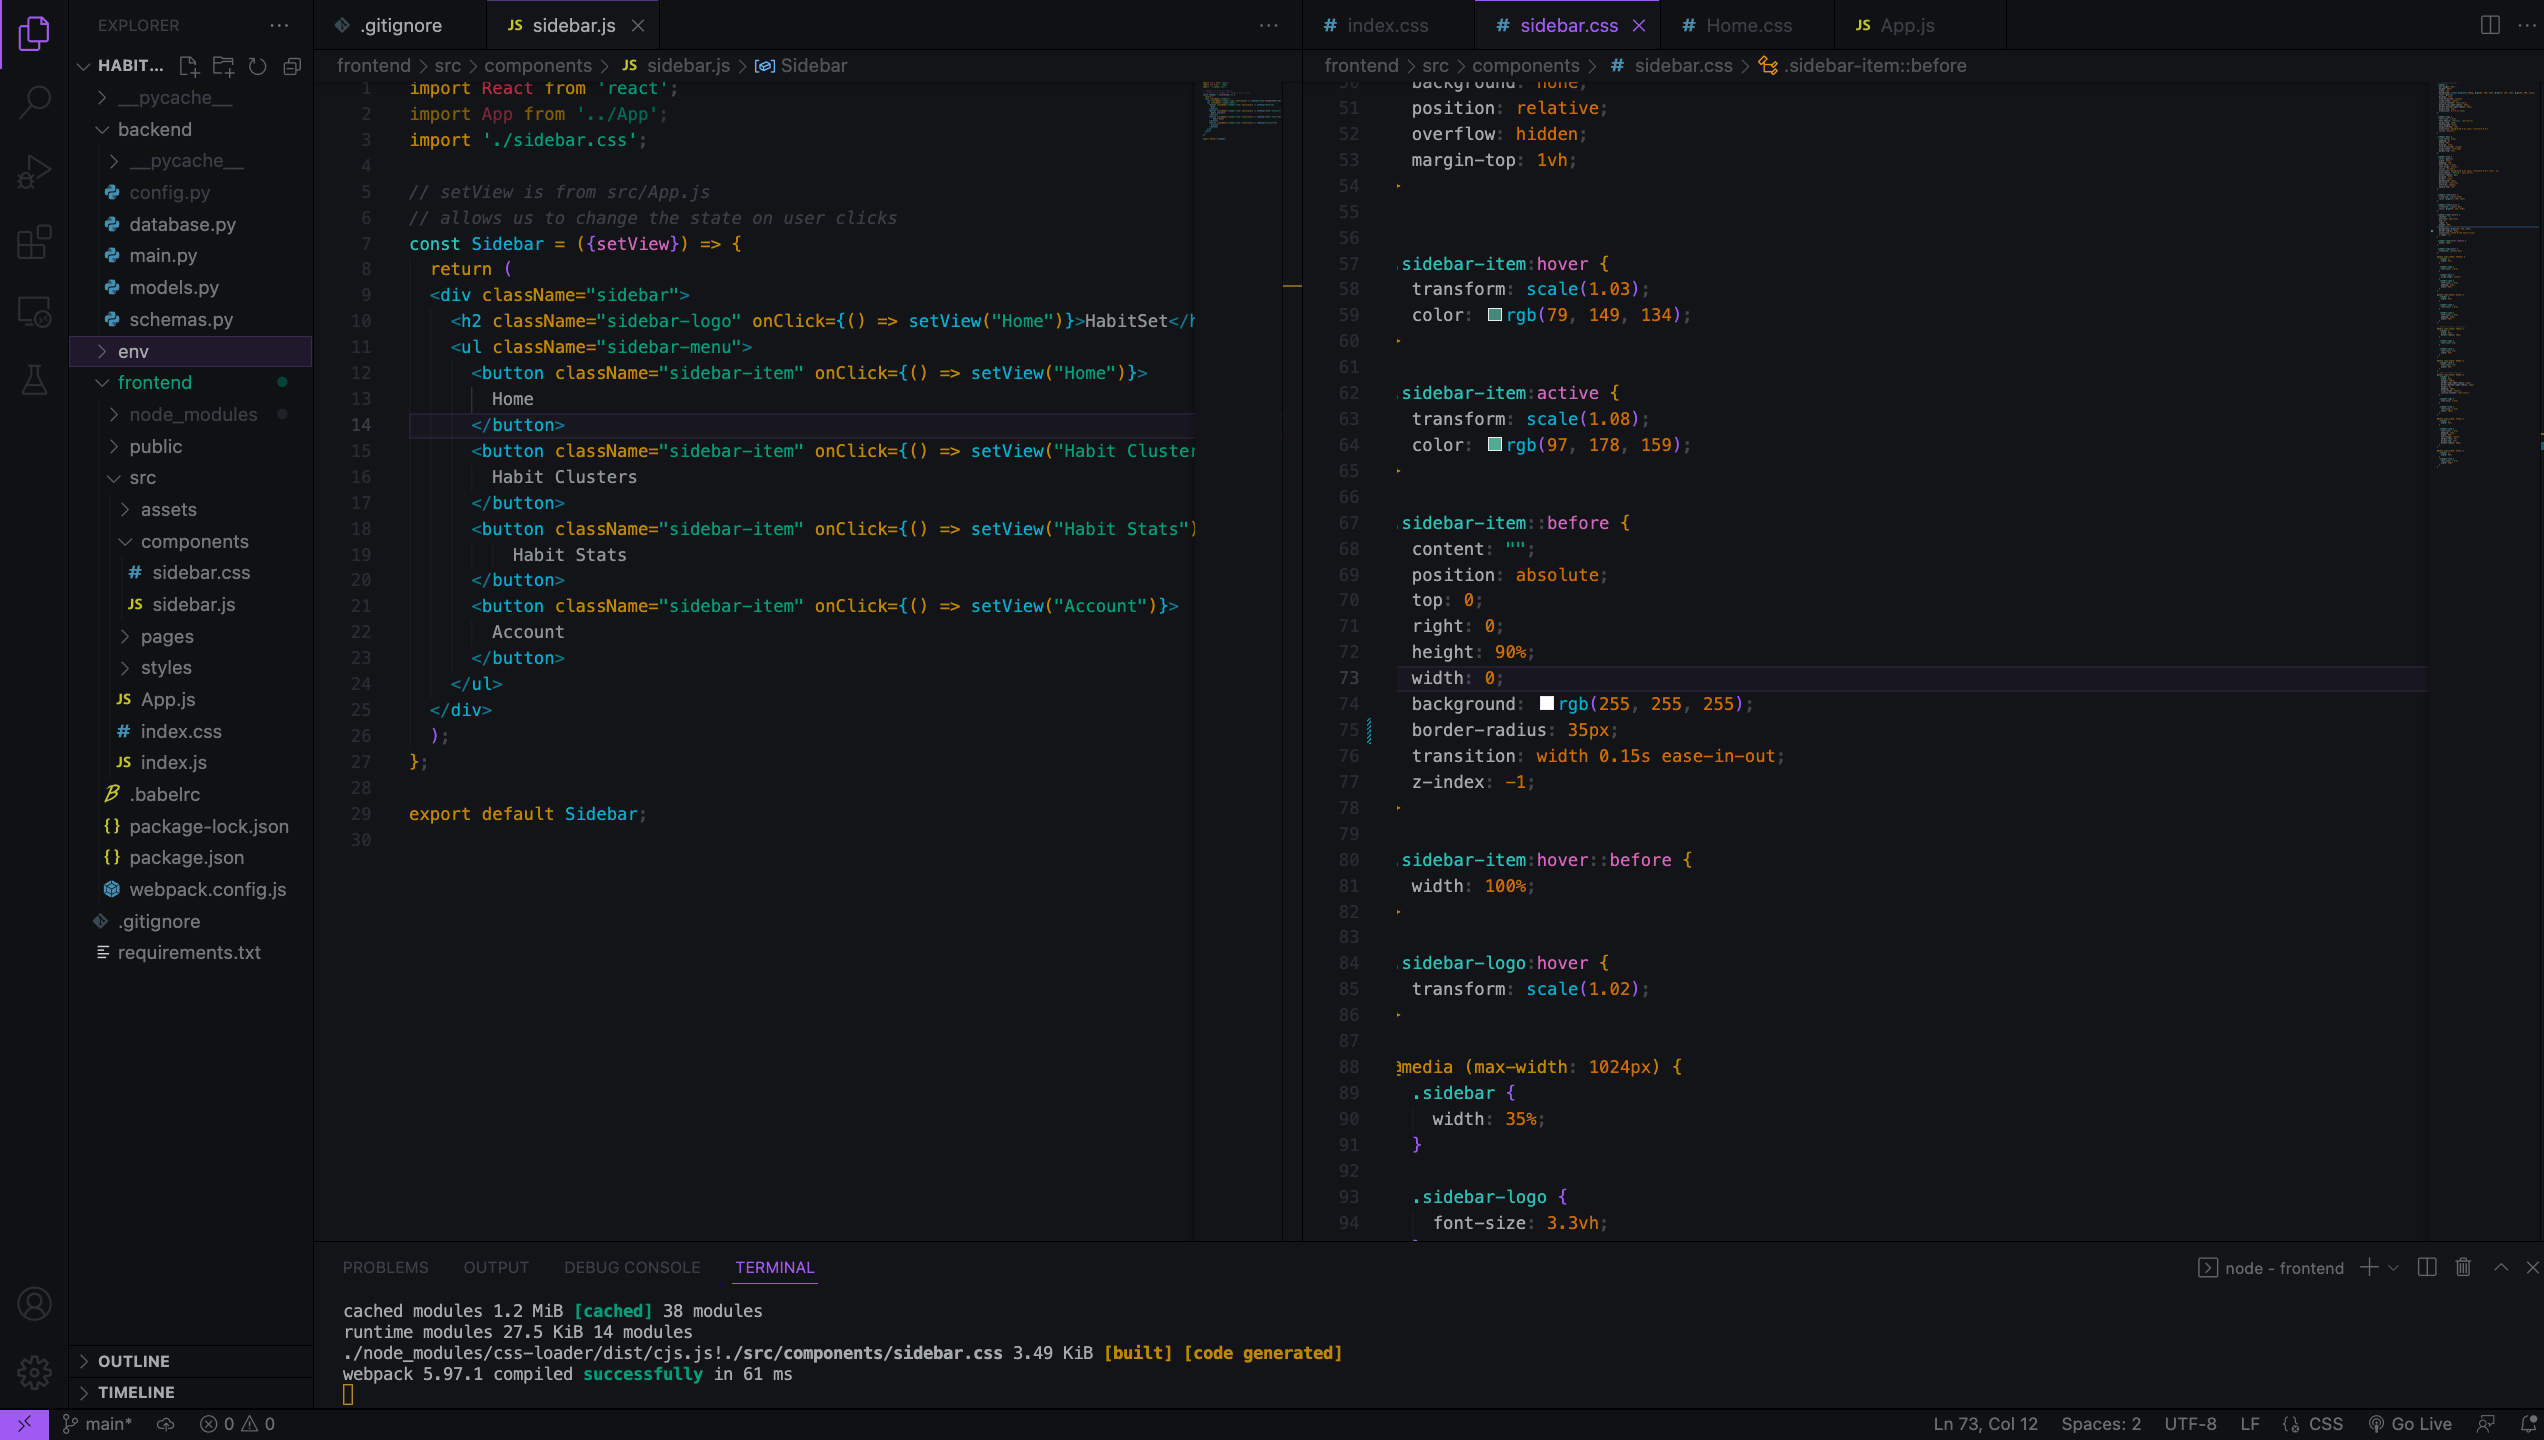 EXPLORER
HABIT...
__pycache__
backend
__pycache__
config.py
database.py
main.py
models.py
schemas.py
env
frontend
node_modules
public
src
assets
components
# sidebar.css
JS sidebar.js
pages
styles
JS App.js
# index.css
JS index.js
.babelrc
{} package-lock.json
{} package.json
webpack.config.js
.gitignore
requirements.txt
OUTLINE
TIMELINE
.gitignore
JS sidebar.js
frontend > src > components > JS sidebar.js > Sidebar
1 import React from 'react';
2 import App from '../App';
3 import './sidebar.css';
4
5 // setView is from src/App.js
6 // allows us to change the state on user clicks
7 const Sidebar = ({setView}) => {
8 return (
9 <div className="sidebar">
10 <h2 className="sidebar-logo" onClick={() => setView("Home")}>HabitSet</h
11 <ul className="sidebar-menu">
12 <button className="sidebar-item" onClick={() => setView("Home")}>
13 Home
14 </button>
15 <button className="sidebar-item" onClick={() => setView("Habit Cluster
16 Habit Clusters
17 </button>
18 <button className="sidebar-item" onClick={() => setView("Habit Stats")
19 Habit Stats
20 </button>
21 <button className="sidebar-item" onClick={() => setView("Account")}>
22 Account
23 </button>
24 </ul>
25 </div>
26 );
27 };
28
29 export default Sidebar;
30
# index.css
# sidebar.css
# Home.css
JS App.js
frontend > src > components > # sidebar.css > .sidebar-item::before
50 background: none;
51 position: relative;
52 overflow: hidden;
53 margin-top: 1vh;
54
55
56
57 sidebar-item:hover {
58 transform: scale(1.03);
59 color: rgb(79, 149, 134);
60
61
62 sidebar-item:active {
63 transform: scale(1.08);
64 color: rgb(97, 178, 159);
65
66
67 sidebar-item::before {
68 content: "";
69 position: absolute;
70 top: 0;
71 right: 0;
72 height: 90%;
73 width: 0;
74 background: rgb(255, 255, 255);
75 border-radius: 35px;
76 transition: width 0.15s ease-in-out;
77 z-index: -1;
78
79
80 sidebar-item:hover::before {
81 width: 100%;
82
83
84 sidebar-logo:hover {
85 transform: scale(1.02);
86
87
88 @media (max-width: 1024px) {
89 .sidebar {
90 width: 35%;
91 }
92
93 .sidebar-logo {
94 font-size: 3.3vh;
PROBLEMS OUTPUT DEBUG CONSOLE TERMINAL
node - frontend
cached modules 1.2 MiB [cached] 38 modules
runtime modules 27.5 KiB 14 modules
./node_modules/css-loader/dist/cjs.js!./src/components/sidebar.css 3.49 KiB [built] [code generated]
webpack 5.97.1 compiled successfully in 61 ms
main* 0 0
Ln 73, Col 12 Spaces: 2 UTF-8 LF {} CSS Go Live